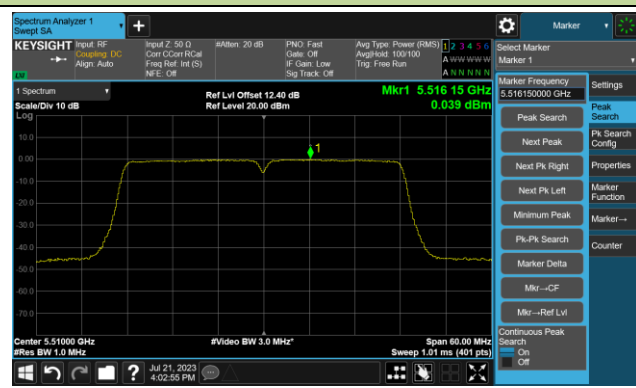 Spectrum Analyzer 1
Swept SA
Marker
KEYSIGHT
Input: RF
Coupling: DC
Align: Auto
Input Z: 50 Ω
Corr CCorr RCal
Freq Ref: Int (S)
NFE: Off
#Atten: 20 dB
PNO: Fast
Gate: Off
IF Gain: Low
Sig Track: Off
Avg Type: Power (RMS)
Avg|Hold: 100/100
Trig: Free Run
1 2 3 4 5 6
A W W W W W
A N N N N N
Select Marker
Marker 1
LW
1 Spectrum
Scale/Div 10 dB
Log
Ref Lvl Offset 12.40 dB
Ref Level 20.00 dBm
Mkr1 5.516 15 GHz
0.039 dBm
10.0
0.00
-10.0
-20.0
-30.0
-40.0
-50.0
-60.0
-70.0
1
Center 5.51000 GHz
#Res BW 1.0 MHz
#Video BW 3.0 MHz*
Span 60.00 MHz
Sweep 1.01 ms (401 pts)
Marker Frequency
5.516150000 GHz
Peak Search
Next Peak
Next Pk Right
Next Pk Left
Minimum Peak
Pk-Pk Search
Marker Delta
Mkr→CF
Mkr→Ref Lvl
Continuous Peak
Search
On
Off
Settings
Peak
Search
Pk Search
Config
Properties
Marker
Function
Marker→
Counter
Jul 21, 2023
4:02:55 PM